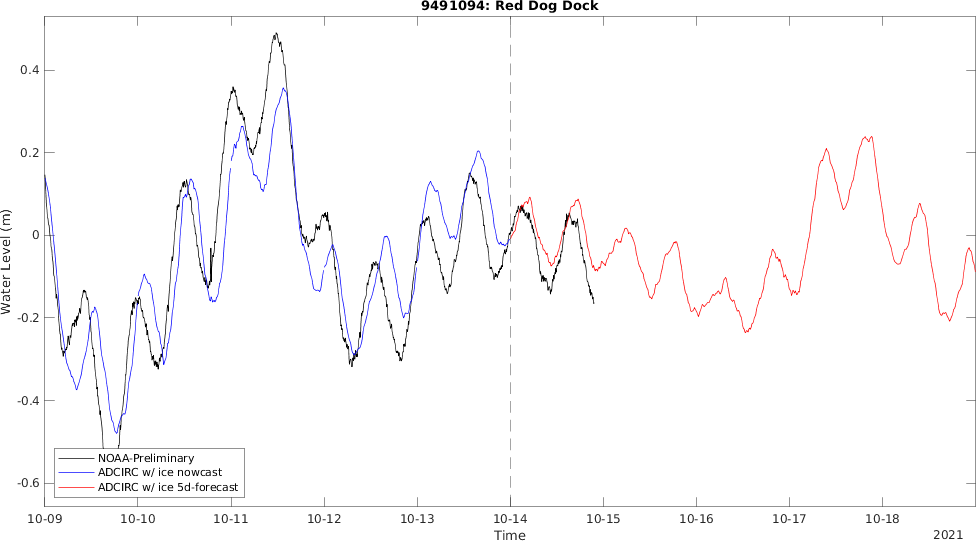 9491094: Red Dog Dock
Water Level (m)
0.4
0.2
0
-0.2
-0.4
-0.6
NOAA-Preliminary
ADCIRC w/ ice nowcast
ADCIRC w/ ice 5d-forecast
10-09 10-10 10-11 10-12 10-13 10-14 10-15 10-16 10-17 10-18
Time
2021